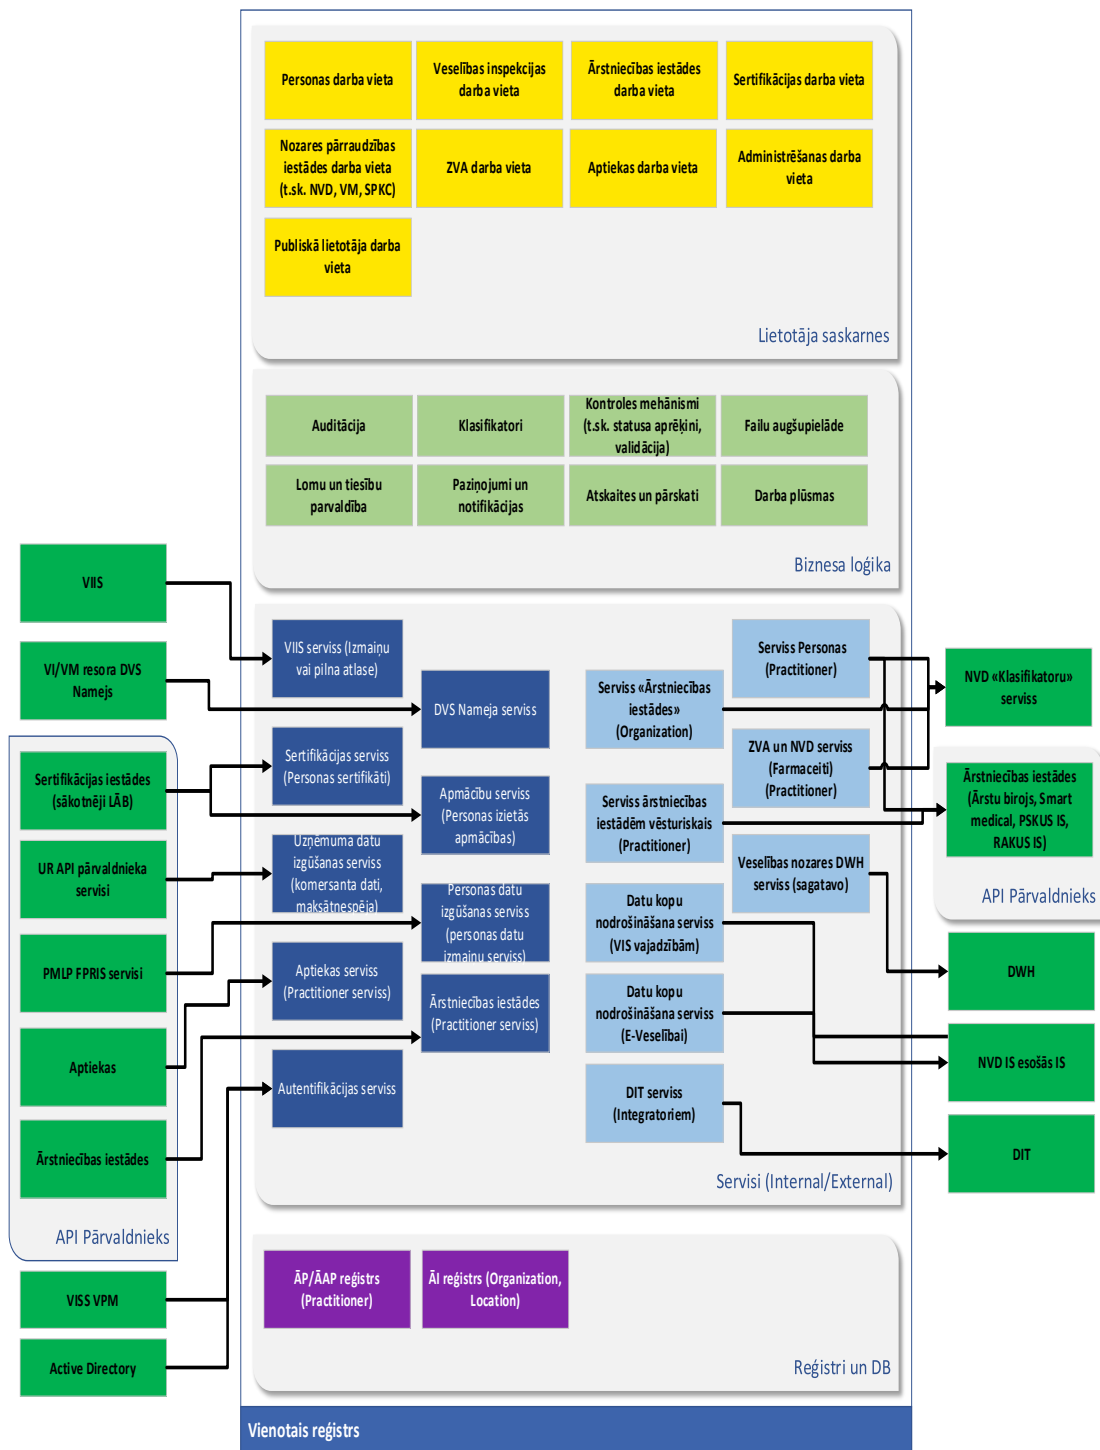 Personas darba vieta
Veselības inspekcijas
darba vieta
Ārstniecības iestādes
darba vieta
Sertifikācijas darba vieta
Nozares pārraudzības
iestādes darba vieta
(t.sk. NVD, VM, SPKC)
ZVA darba vieta
Aptiekas darba vieta
Administrēšanas darba
vieta
Publiskā lietotāja darba
vieta
Lietotāja saskarnes
Auditācija
Klasifikatori
Kontroles mehānismi
(t.sk. statusa aprēķini,
validācija)
Failu augšupielāde
Lomu un tiesību
parvaldība
Paziņojumi un
notifikācijas
Atskaites un pārskati
Darba plūsmas
Biznesa loģika
VIIS
VI/VM resora DVS
Namejs
Sertifikācijas iestādes
(sākotnēji LĀB)
UR API pārvaldnieka
servisi
PMLP FPRIS servisi
Aptiekas
Ārstniecības iestādes
API Pārvaldnieks
VISS VPM
Active Directory
VIIS serviss (Izmaiņu
vai pilna atlase)
DVS Nameja serviss
Sertifikācijas serviss
(Personas sertifikāti)
Apmācību serviss
(Personas izietās
apmācības)
Uzņēmuma datu
izgūšanas serviss
(komersanta dati,
maksātnespēja)
Personas datu
izgūšanas serviss
(personas datu
izmaiņu serviss)
Aptiekas serviss
(Practitioner serviss)
Ārstniecības iestādes
(Practitioner serviss)
Autentifikācijas serviss
Serviss Personas
(Practitioner)
Serviss «Ārstniecības
iestādes»
(Organization)
ZVA un NVD serviss
(Farmaceiti)
(Practitioner)
Serviss ārstniecības
iestādēm vēsturiskais
(Practitioner)
Veselības nozares DWH
serviss (sagatavo)
Datu kopu
nodrošināšana serviss
(VIS vajadzībām)
Datu kopu
nodrošināšana serviss
(E-Veselībai)
DIT serviss
(Integratoriem)
Servisi (Internal/External)
NVD «Klasifikatoru»
serviss
Ārstniecības iestādes
(Ārstu birojs, Smart
medical, PSKUS IS,
RAKUS IS)
API Pārvaldnieks
DWH
NVD IS esošās IS
DIT
ĀP/ĀAP reģistrs
(Practitioner)
ĀI reģistrs (Organization,
Location)
Reģistri un DB
Vienotais reģistrs